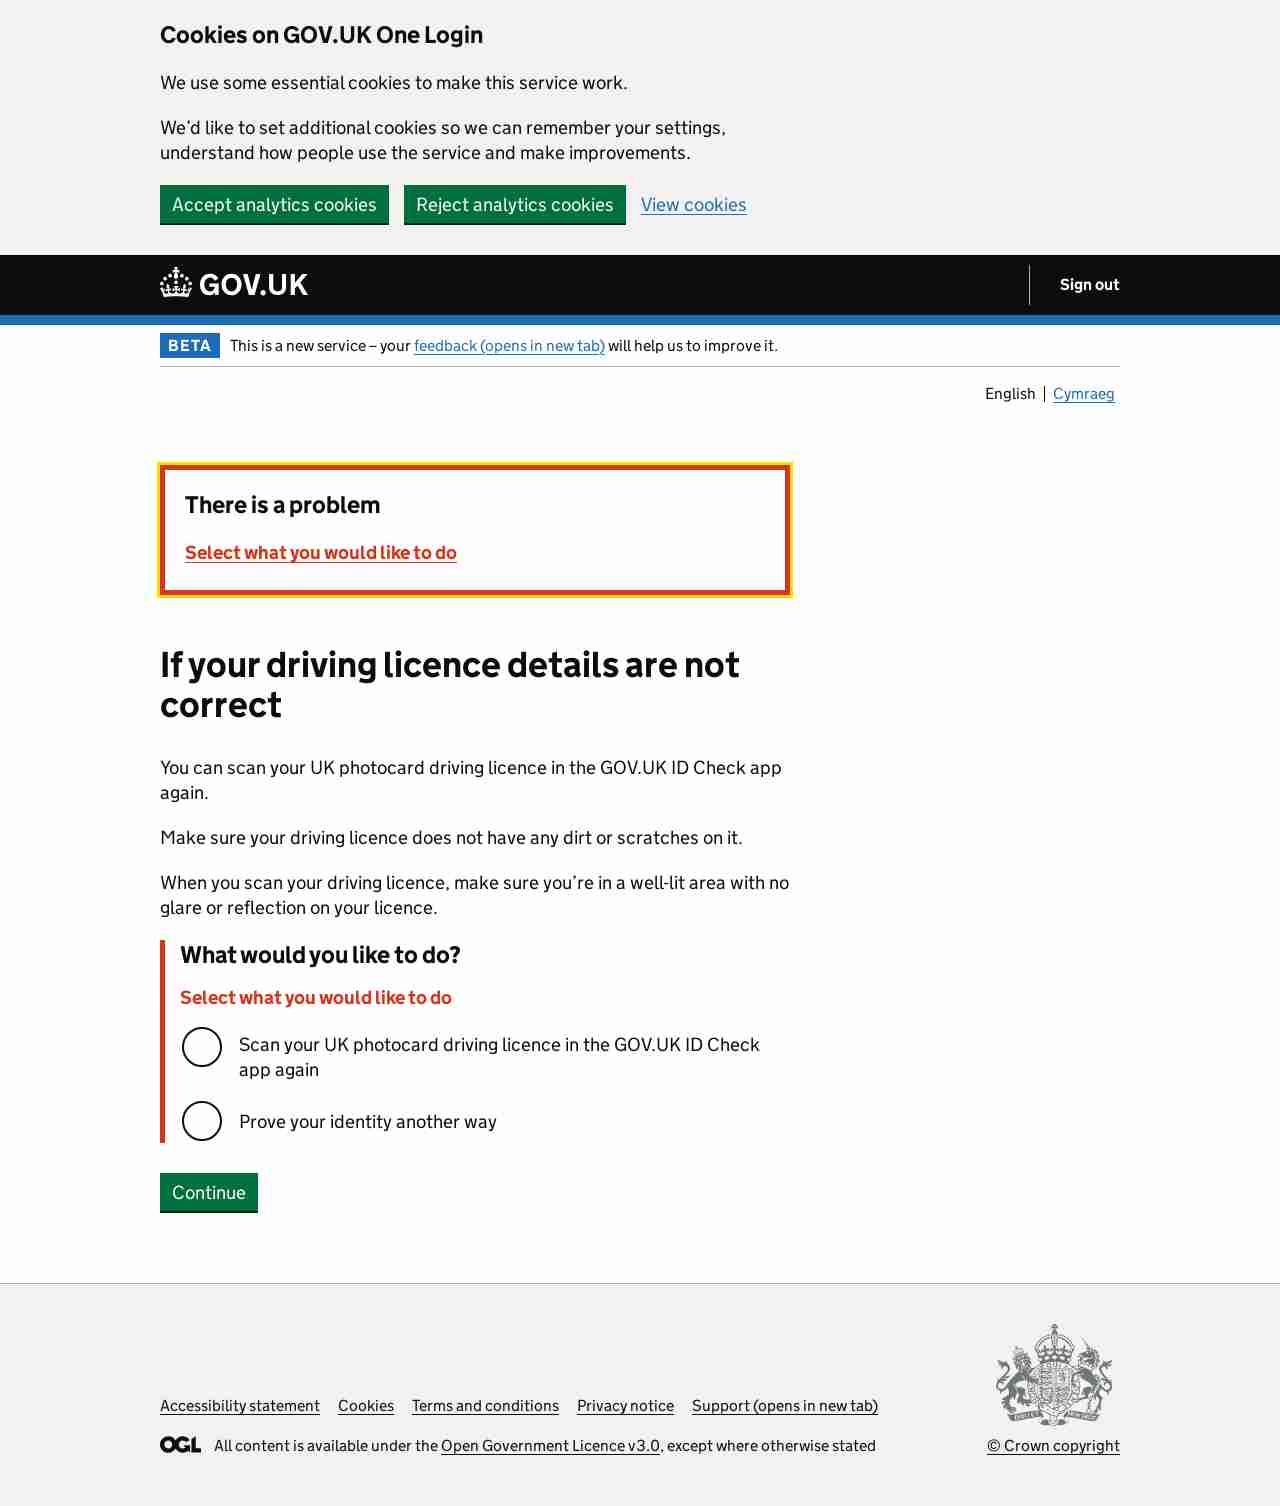 Cookies on GOV.UK One Login
We use some essential cookies to make this service work.
We’d like to set additional cookies so we can remember your settings,
understand how people use the service and make improvements.
Accept analytics cookies
Reject analytics cookies
View cookies
GOV.UK
Sign out
BETA
This is a new service – your feedback (opens in new tab) will help us to improve it.
English
Cymraeg
There is a problem
Select what you would like to do
If your driving licence details are not
correct
You can scan your UK photocard driving licence in the GOV.UK ID Check app
again.
Make sure your driving licence does not have any dirt or scratches on it.
When you scan your driving licence, make sure you’re in a well-lit area with no
glare or reflection on your licence.
What would you like to do?
Select what you would like to do
Scan your UK photocard driving licence in the GOV.UK ID Check
app again
Prove your identity another way
Continue
Accessibility statement
Cookies
Terms and conditions
Privacy notice
Support (opens in new tab)
OGL
All content is available under the Open Government Licence v3.0, except where otherwise stated
© Crown copyright